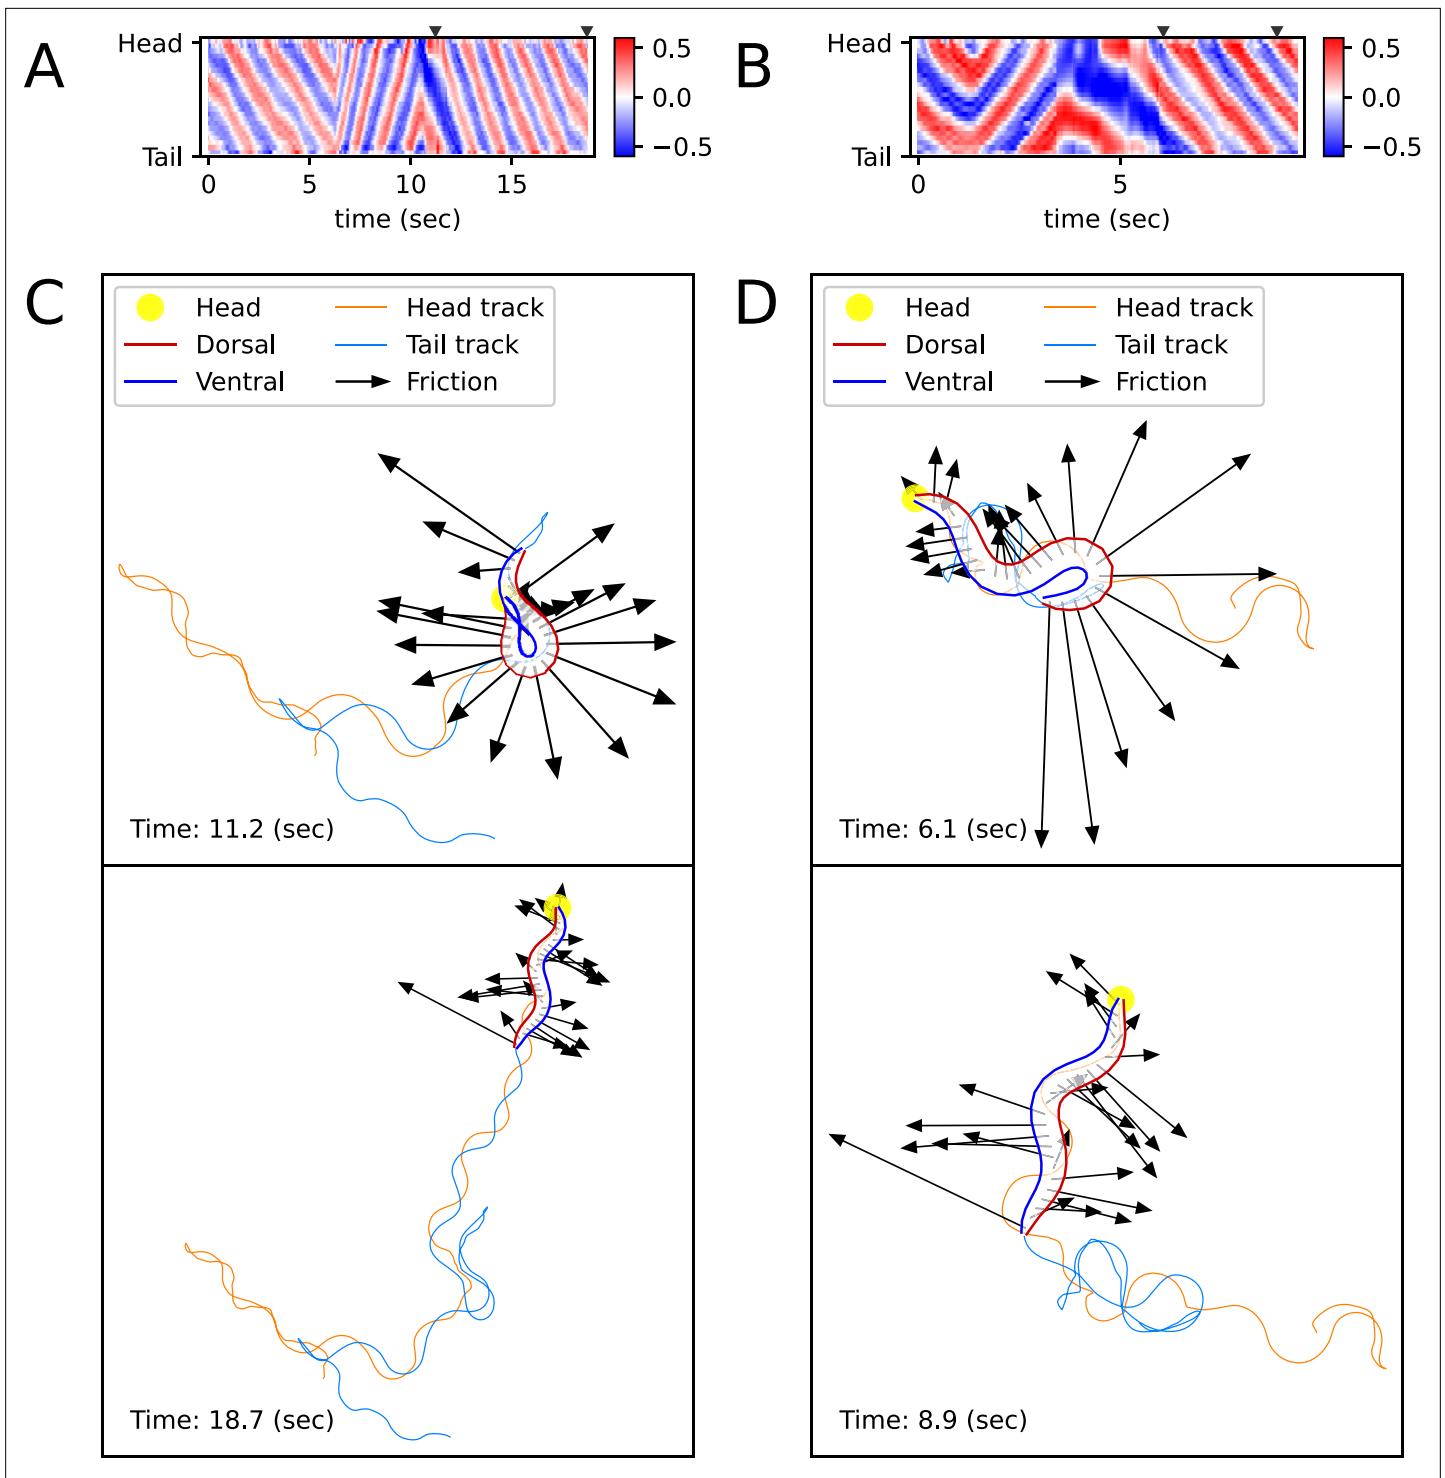 A
Head
Tail
0 5 10 15
time (sec)
0.5
0.0
−0.5
B
Head
Tail
0 5
time (sec)
0.5
0.0
−0.5
C
Head
Dorsal
Ventral
Head track
Tail track
Friction
Time: 11.2 (sec)
Time: 18.7 (sec)
D
Head
Dorsal
Ventral
Head track
Tail track
Friction
Time: 6.1 (sec)
Time: 8.9 (sec)